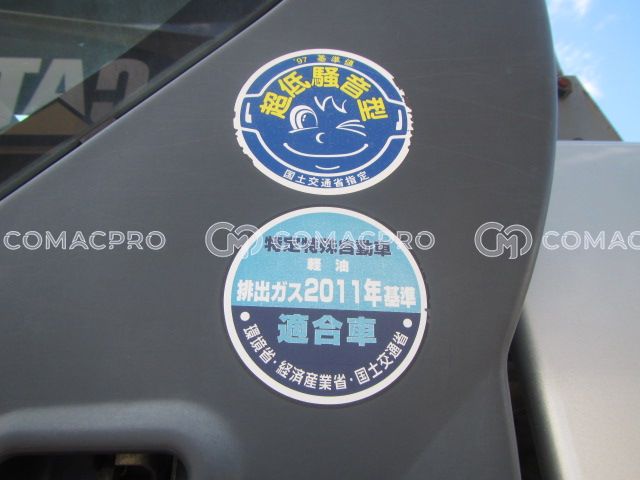 CAT
'97 基準値
超低騒音型
国土交通省指定
COMACPRO COMACPRO COMACPRO
特定特殊自動車
軽油
排出ガス2011年基準
適合車
・環境省・経済産業省・国土交通省・